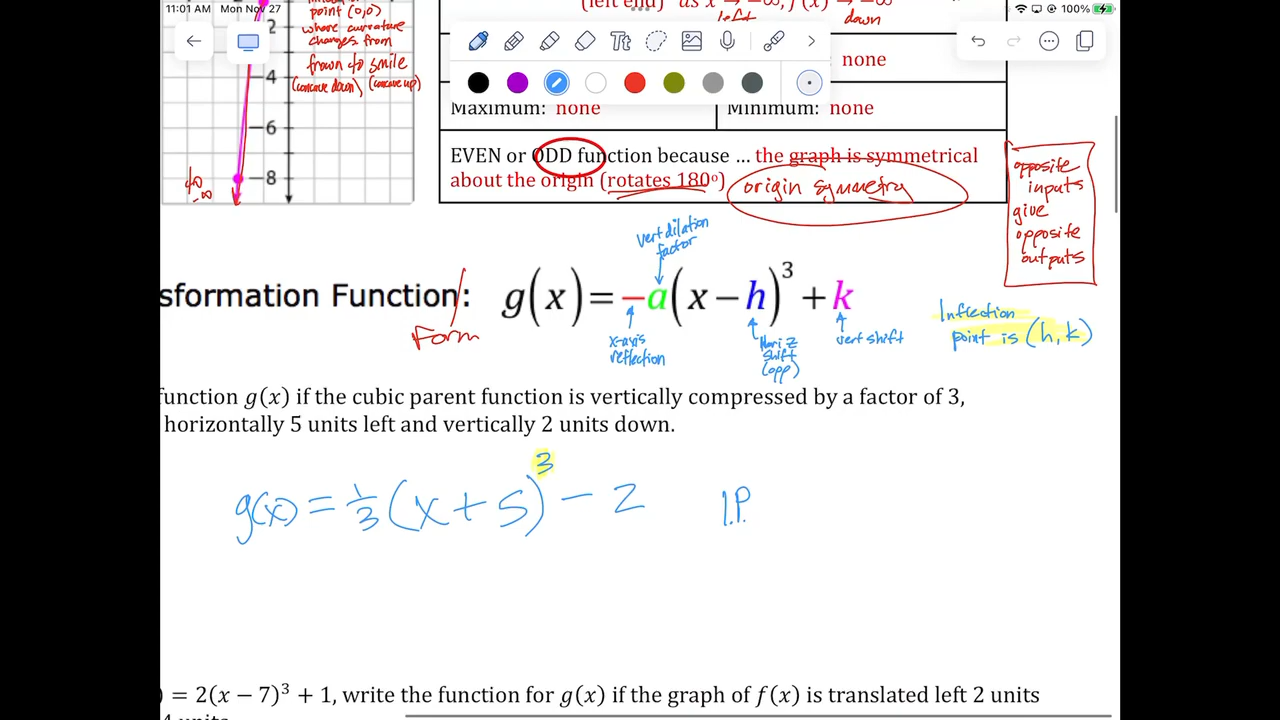 11:01 AM Mon Nov 27
100%
(left end) as x → -∞, f(x) → -∞
left down
point (0,0)
where curvature
changes from
frown to smile
(concave down) (concave up)
2
-4
-6
-8
to
-∞
none
Maximum: none
Minimum: none
EVEN or ODD function because … the graph is symmetrical
about the origin (rotates 180°)
origin symmetry
opposite
inputs
give
opposite
outputs
vert dilation
factor
sformation Function: g(x) = -a(x - h)³ + k
Form
x-axis
reflection
Horiz
shift
(opp)
vert shift
Inflection
point is (h, k)
function g(x) if the cubic parent function is vertically compressed by a factor of 3,
horizontally 5 units left and vertically 2 units down.
g(x) = 1/3 (x + 5)³ - 2
I.P.
) = 2(x − 7)³ + 1, write the function for g(x) if the graph of f(x) is translated left 2 units